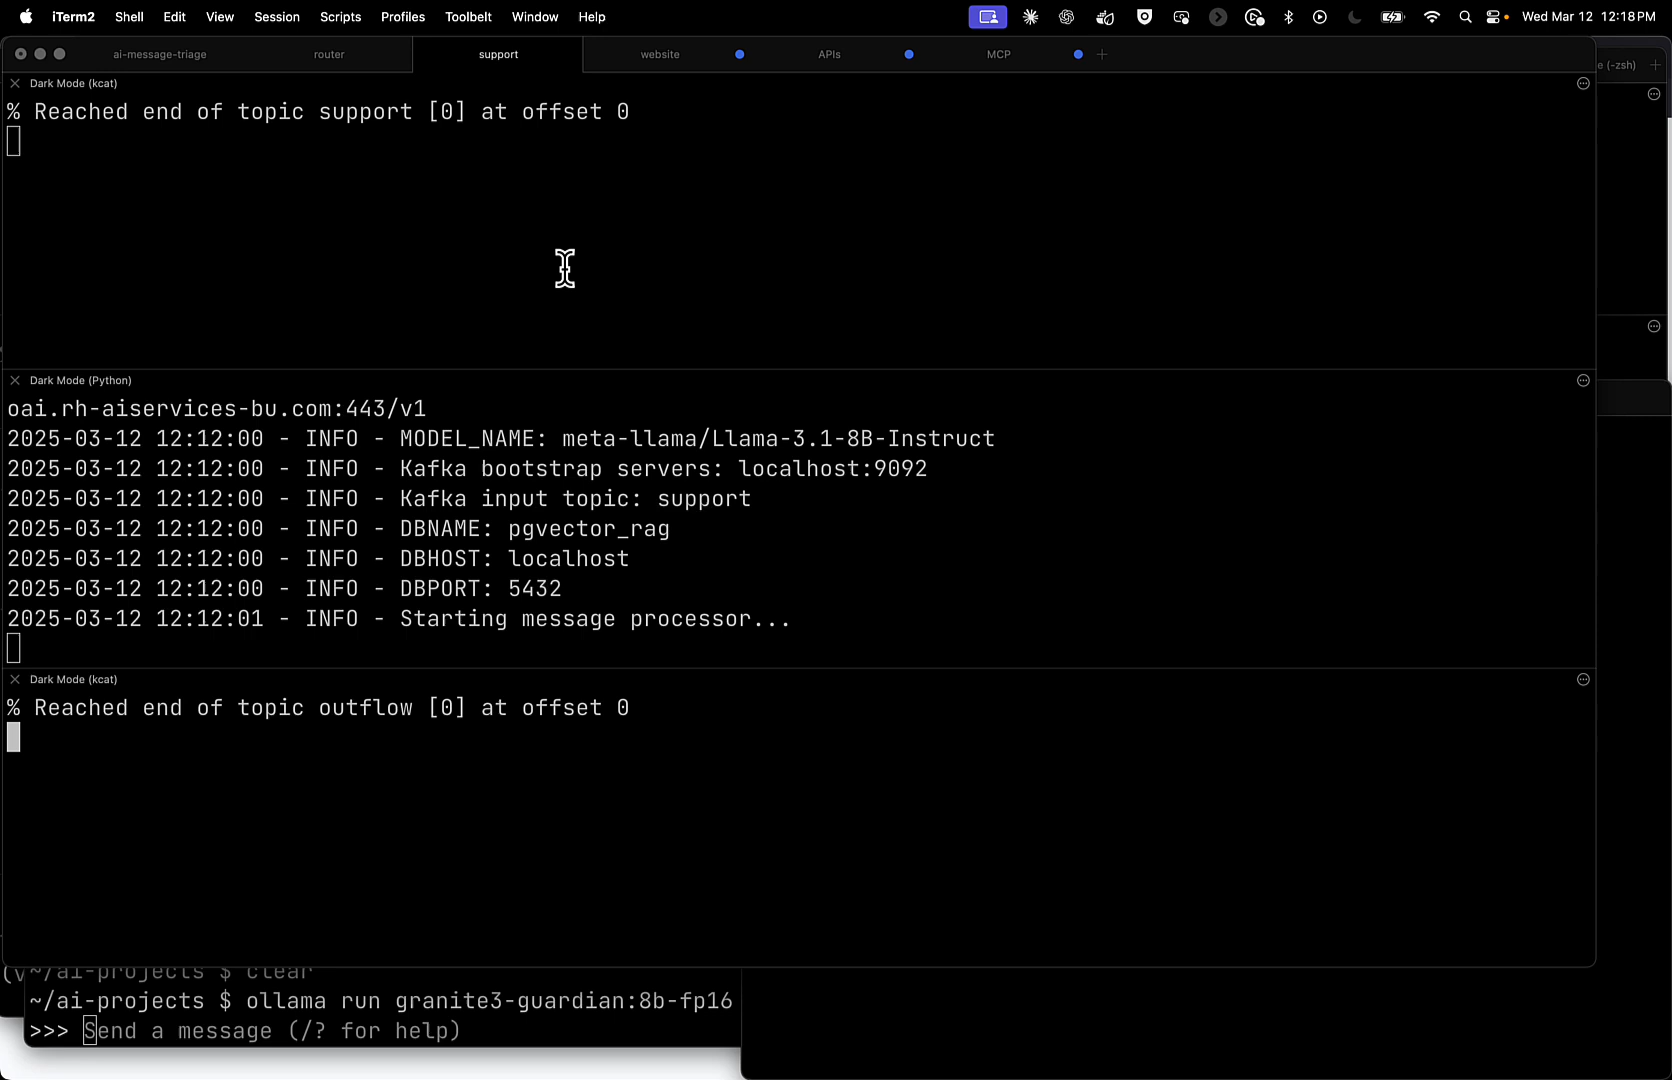 iTerm2 Shell Edit View Session Scripts Profiles Toolbelt Window Help Wed Mar 12 12:18 PM
ai-message-triage router support website APIs MCP
e (-zsh)
Dark Mode (kcat)
% Reached end of topic support [0] at offset 0
Dark Mode (Python)
oai.rh-aiservices-bu.com:443/v1
2025-03-12 12:12:00 - INFO - MODEL_NAME: meta-llama/Llama-3.1-8B-Instruct
2025-03-12 12:12:00 - INFO - Kafka bootstrap servers: localhost:9092
2025-03-12 12:12:00 - INFO - Kafka input topic: support
2025-03-12 12:12:00 - INFO - DBNAME: pgvector_rag
2025-03-12 12:12:00 - INFO - DBHOST: localhost
2025-03-12 12:12:00 - INFO - DBPORT: 5432
2025-03-12 12:12:01 - INFO - Starting message processor...
Dark Mode (kcat)
% Reached end of topic outflow [0] at offset 0
(v~/ai-projects $ clear
~/ai-projects $ ollama run granite3-guardian:8b-fp16
>>> Send a message (/? for help)